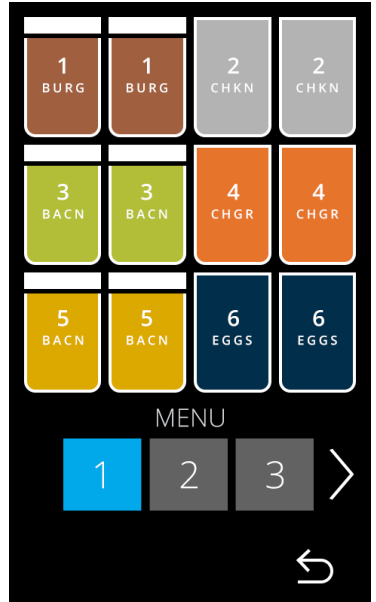 1 1 2 2
BURG BURG CHKN CHKN
3 3 4 4
BACN BACN CHGR CHGR
5 5 6 6
BACN BACN EGGS EGGS
MENU
1 2 3